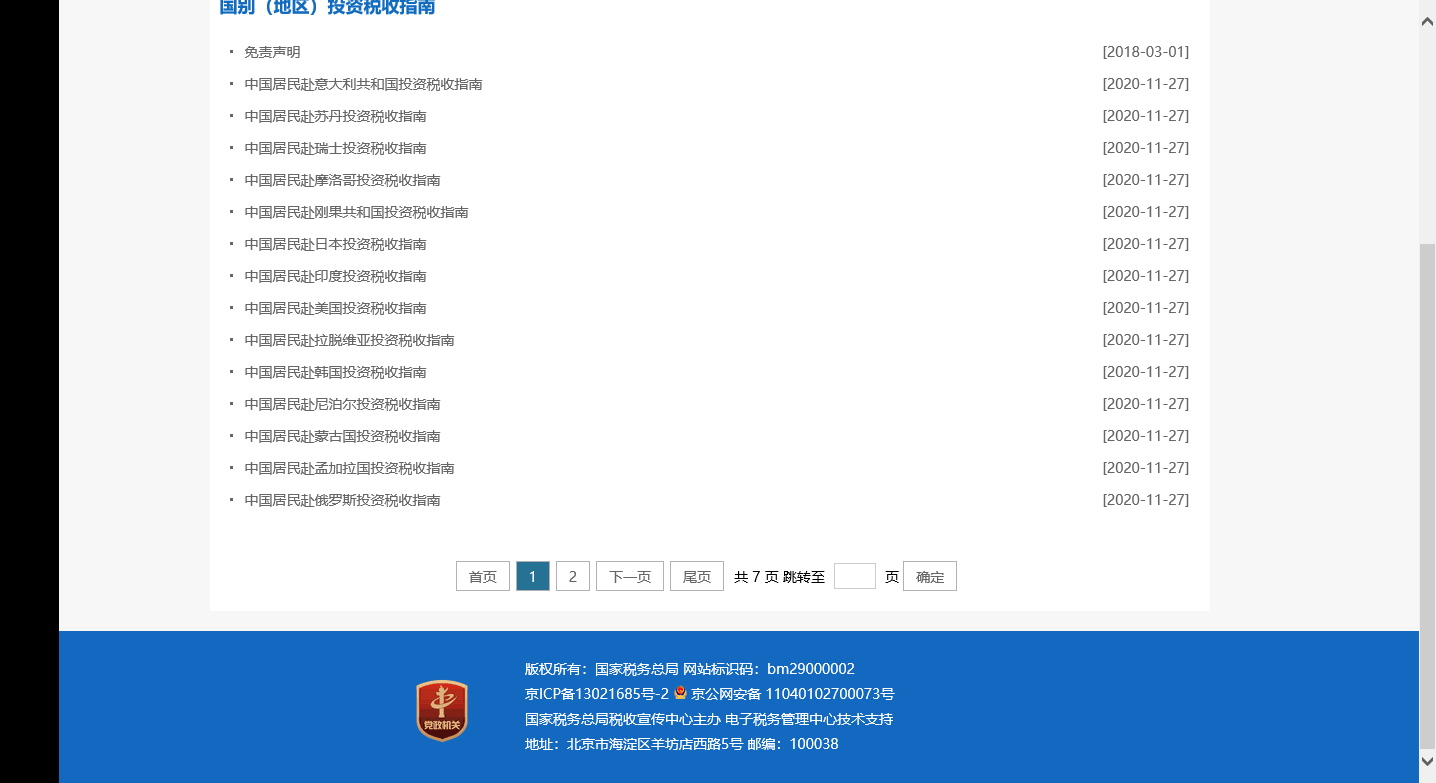 国别（地区）投资税收指南
· 免责声明 [2018-03-01]
· 中国居民赴意大利共和国投资税收指南 [2020-11-27]
· 中国居民赴苏丹投资税收指南 [2020-11-27]
· 中国居民赴瑞士投资税收指南 [2020-11-27]
· 中国居民赴摩洛哥投资税收指南 [2020-11-27]
· 中国居民赴刚果共和国投资税收指南 [2020-11-27]
· 中国居民赴日本投资税收指南 [2020-11-27]
· 中国居民赴印度投资税收指南 [2020-11-27]
· 中国居民赴美国投资税收指南 [2020-11-27]
· 中国居民赴拉脱维亚投资税收指南 [2020-11-27]
· 中国居民赴韩国投资税收指南 [2020-11-27]
· 中国居民赴尼泊尔投资税收指南 [2020-11-27]
· 中国居民赴蒙古国投资税收指南 [2020-11-27]
· 中国居民赴孟加拉国投资税收指南 [2020-11-27]
· 中国居民赴俄罗斯投资税收指南 [2020-11-27]
首页 1 2 下一页 尾页 共 7 页 跳转至 页 确定
版权所有：国家税务总局 网站标识码：bm29000002
京ICP备13021685号-2 京公网安备 11040102700073号
国家税务总局税收宣传中心主办 电子税务管理中心技术支持
地址：北京市海淀区羊坊店西路5号 邮编：100038
党政机关